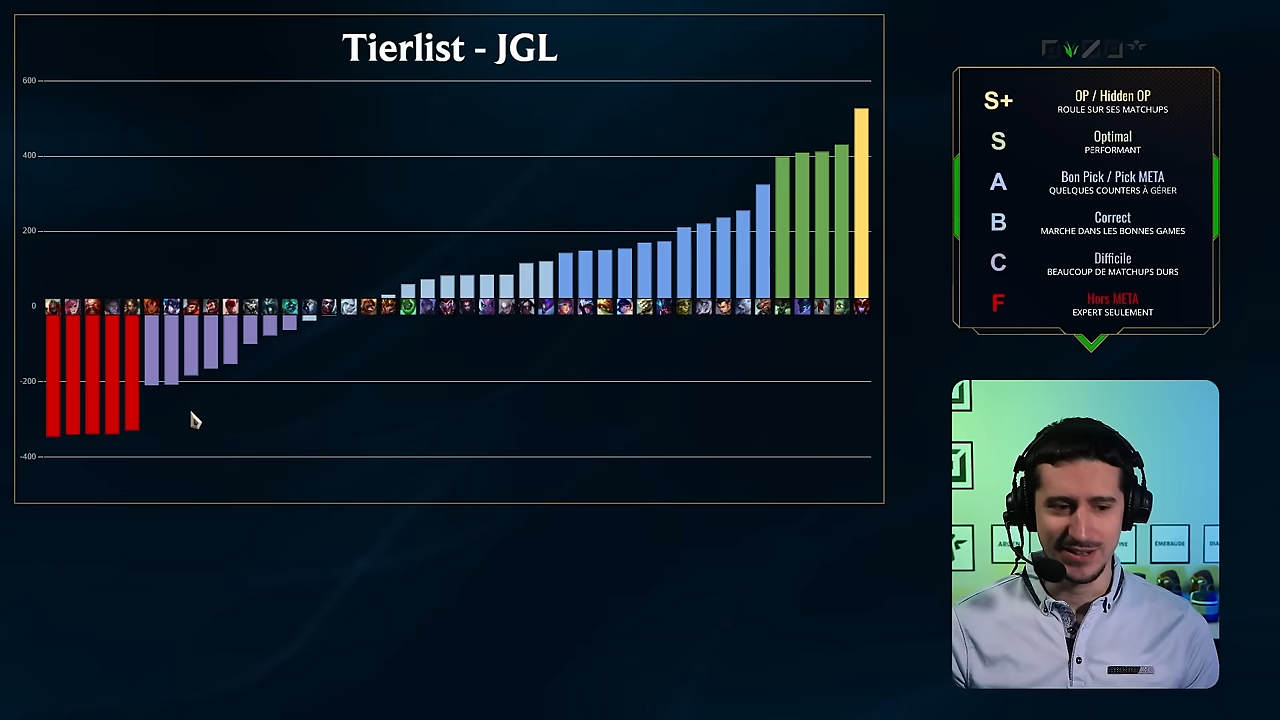 Tierlist - JGL
600
400
200
0
-200
-400
S+
OP / Hidden OP
ROULE SUR SES MATCHUPS
S
Optimal
PERFORMANT
A
Bon Pick / Pick META
QUELQUES COUNTERS À GÉRER
B
Correct
MARCHE DANS LES BONNES GAMES
C
Difficile
BEAUCOUP DE MATCHUPS DURS
F
Hors META
EXPERT SEULEMENT
ÉMERAUDE